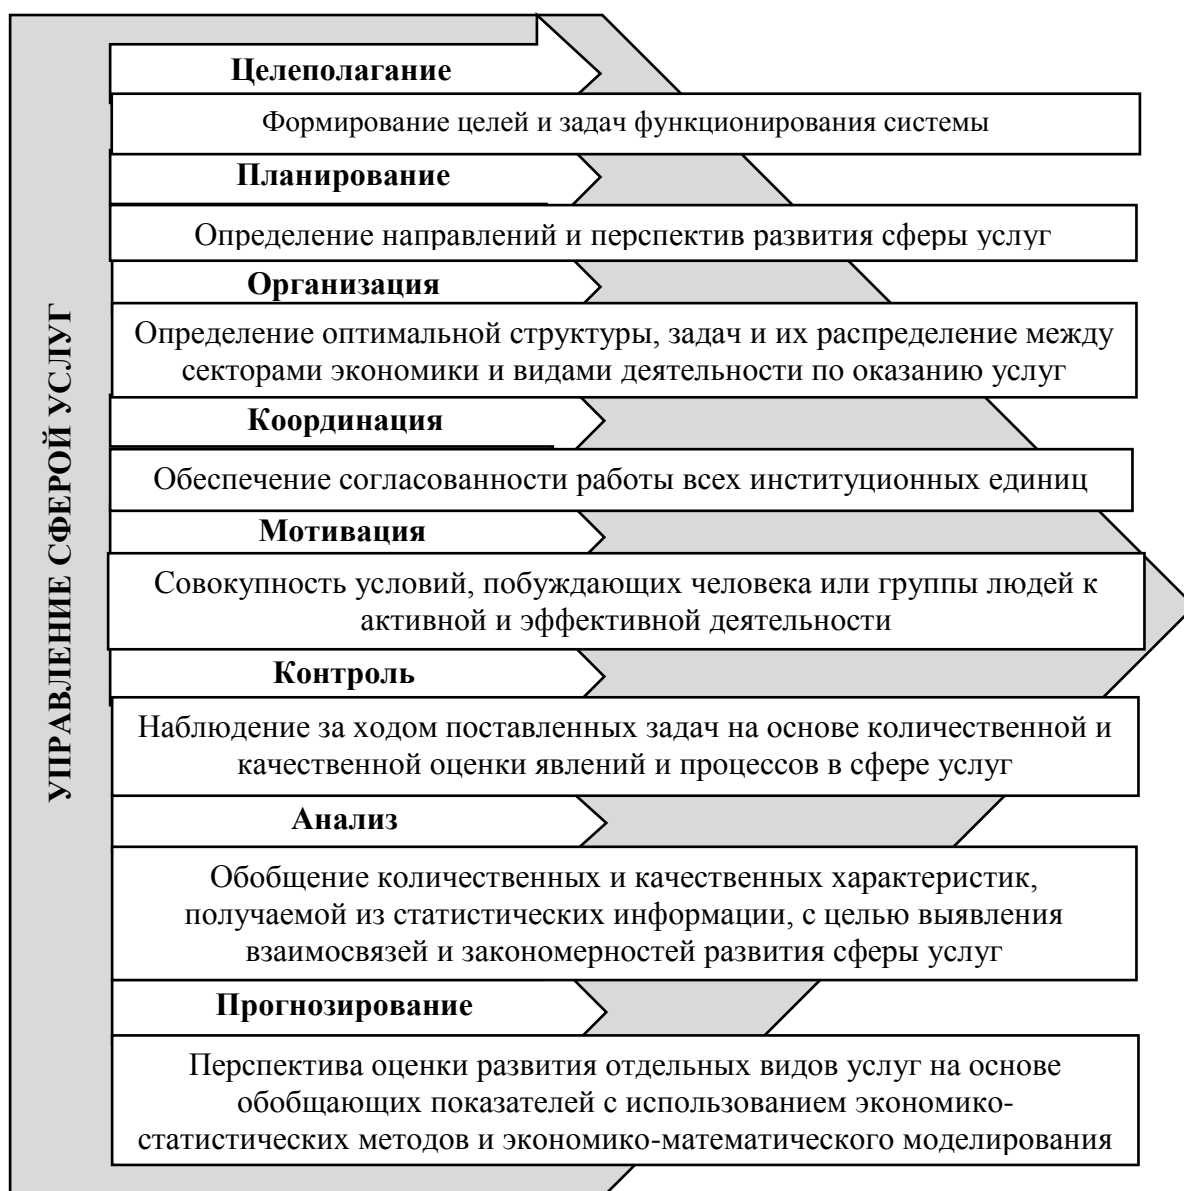 УПРАВЛЕНИЕ СФЕРОЙ УСЛУГ
Целеполагание
Формирование целей и задач функционирования системы
Планирование
Определение направлений и перспектив развития сферы услуг
Организация
Определение оптимальной структуры, задач и их распределение между
секторами экономики и видами деятельности по оказанию услуг
Координация
Обеспечение согласованности работы всех институционных единиц
Мотивация
Совокупность условий, побуждающих человека или группы людей к
активной и эффективной деятельности
Контроль
Наблюдение за ходом поставленных задач на основе количественной и
качественной оценки явлений и процессов в сфере услуг
Анализ
Обобщение количественных и качественных характеристик,
получаемой из статистических информации, с целью выявления
взаимосвязей и закономерностей развития сферы услуг
Прогнозирование
Перспектива оценки развития отдельных видов услуг на основе
обобщающих показателей с использованием экономико-
статистических методов и экономико-математического моделирования